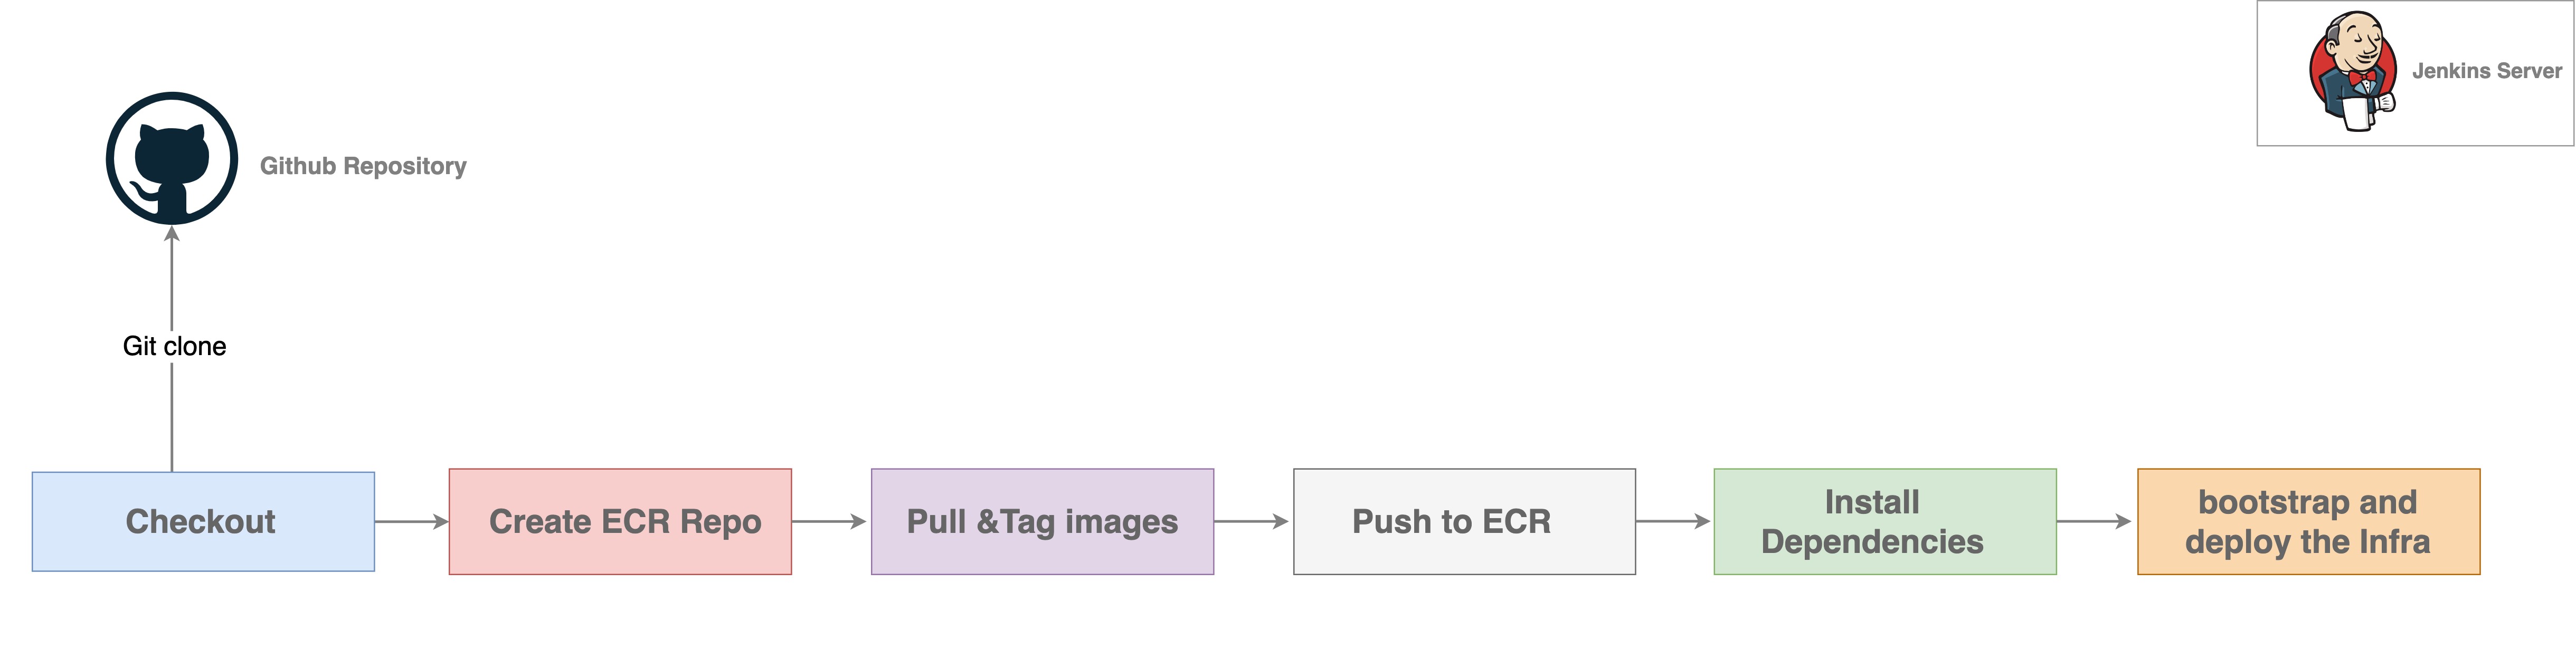 Jenkins Server
Github Repository
Git clone
Checkout
Create ECR Repo
Pull &Tag images
Push to ECR
Install
Dependencies
bootstrap and
deploy the Infra